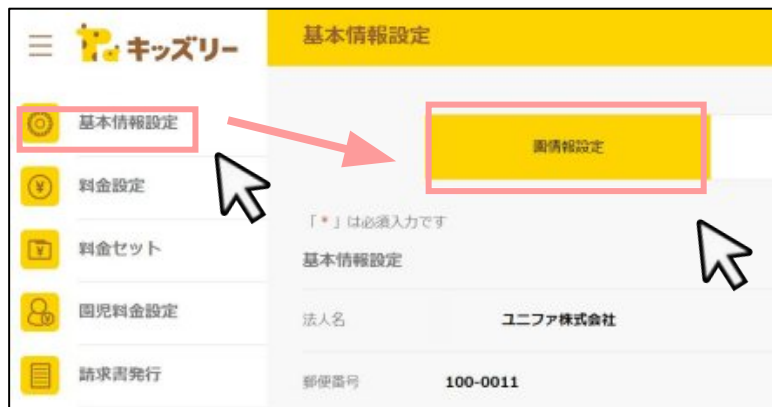 キッズリー
基本情報設定
料金設定
料金セット
園児料金設定
請求書発行
基本情報設定
園情報設定
「*」は必須入力です
基本情報設定
法人名 ユニファ株式会社
郵便番号 100-0011